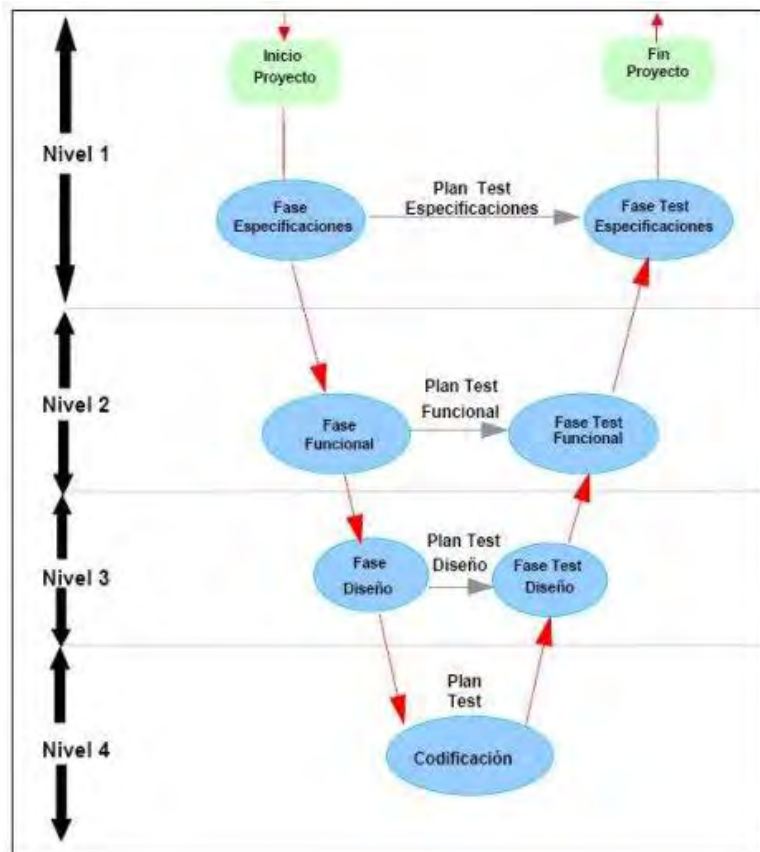 Inicio
Proyecto
Fin
Proyecto
Nivel 1
Fase
Especificaciones
Plan Test
Especificaciones
Fase Test
Especificaciones
Nivel 2
Fase
Funcional
Plan Test
Funcional
Fase Test
Funcional
Nivel 3
Fase
Diseño
Plan Test
Diseño
Fase Test
Diseño
Nivel 4
Plan
Test
Codificación